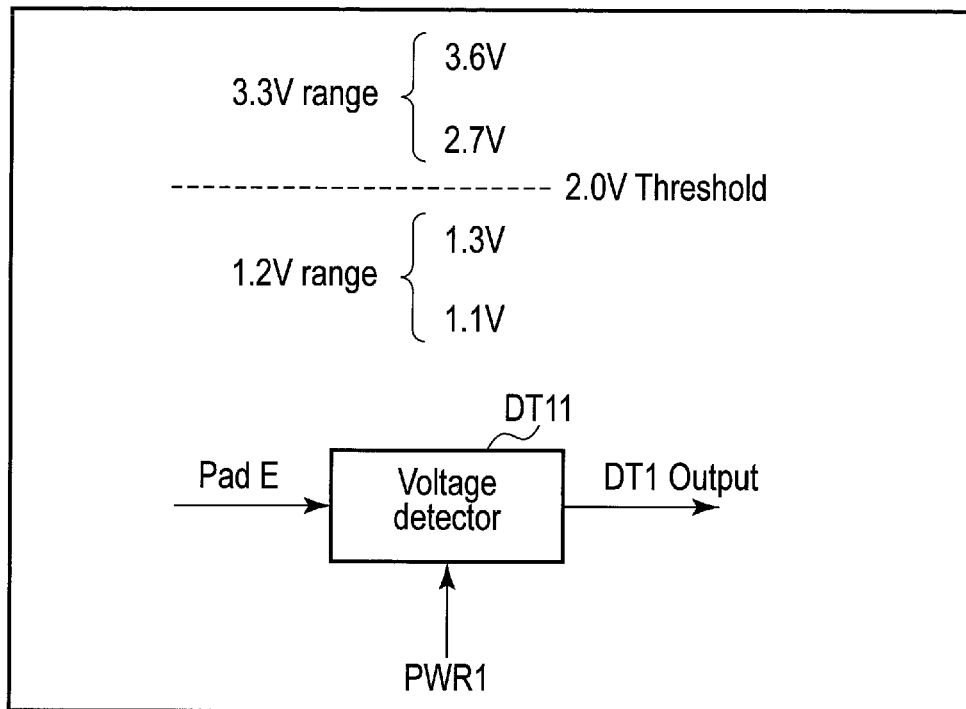 3.6V
3.3V range
2.7V
2.0V Threshold
1.3V
1.2V range
1.1V
DT11
Pad E
Voltage
detector
DT1 Output
PWR1